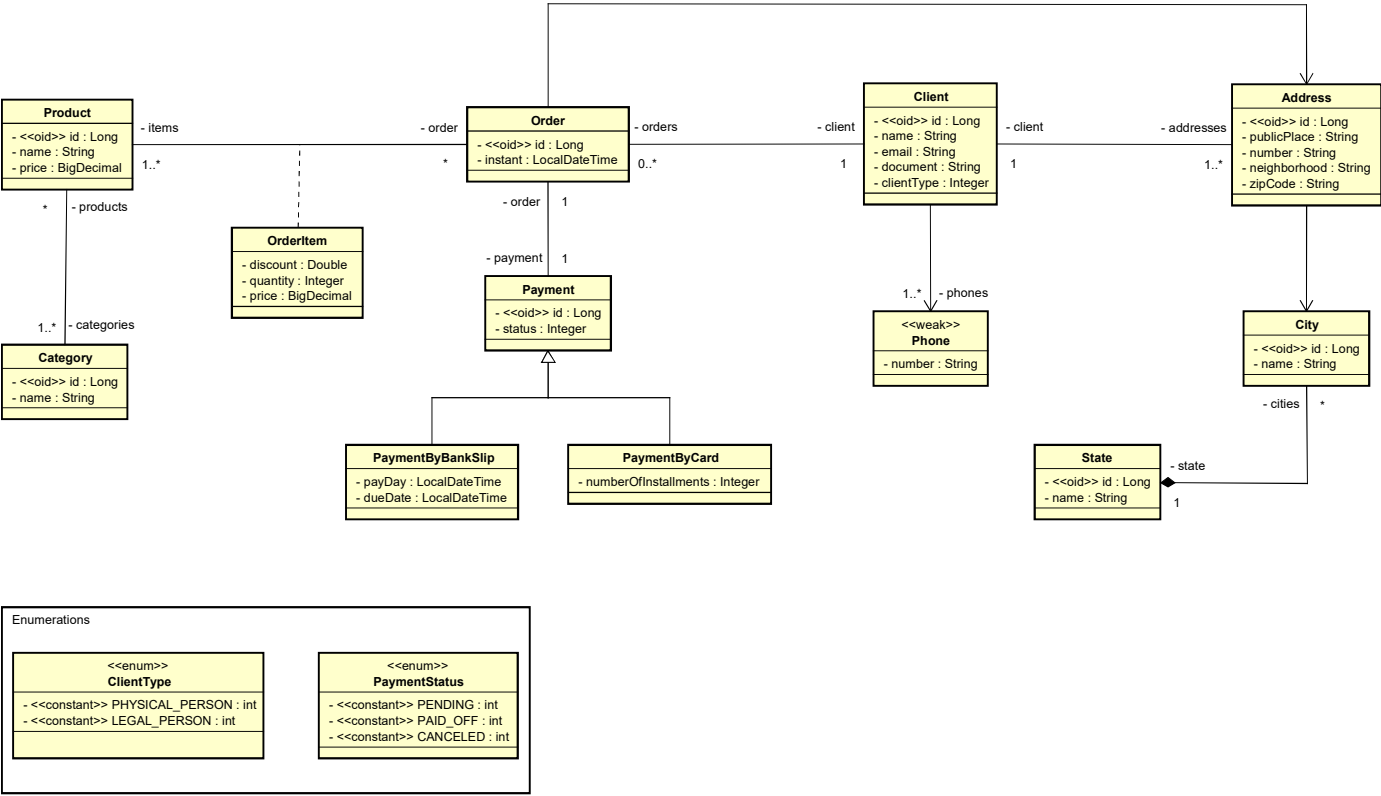 Product
- <<oid>> id : Long
- name : String
- price : BigDecimal
- items
1..*
- order
*
Order
- <<oid>> id : Long
- instant : LocalDateTime
- orders
0..*
- client
1
Client
- <<oid>> id : Long
- name : String
- email : String
- document : String
- clientType : Integer
- client
1
- addresses
1..*
Address
- <<oid>> id : Long
- publicPlace : String
- number : String
- neighborhood : String
- zipCode : String
* - products
1..* - categories
Category
- <<oid>> id : Long
- name : String
OrderItem
- discount : Double
- quantity : Integer
- price : BigDecimal
- order 1
- payment 1
Payment
- <<oid>> id : Long
- status : Integer
1..* - phones
<<weak>>
Phone
- number : String
City
- <<oid>> id : Long
- name : String
- cities *
PaymentByBankSlip
- payDay : LocalDateTime
- dueDate : LocalDateTime
PaymentByCard
- numberOfInstallments : Integer
State
- <<oid>> id : Long
- name : String
- state
1
Enumerations
<<enum>>
ClientType
- <<constant>> PHYSICAL_PERSON : int
- <<constant>> LEGAL_PERSON : int
<<enum>>
PaymentStatus
- <<constant>> PENDING : int
- <<constant>> PAID_OFF : int
- <<constant>> CANCELED : int